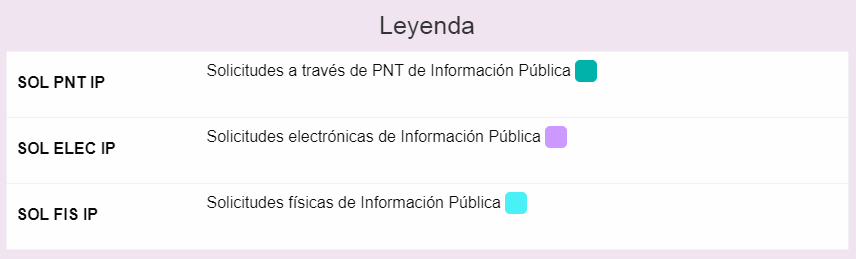 Leyenda
SOL PNT IP
Solicitudes a través de PNT de Información Pública
SOL ELEC IP
Solicitudes electrónicas de Información Pública
SOL FIS IP
Solicitudes físicas de Información Pública